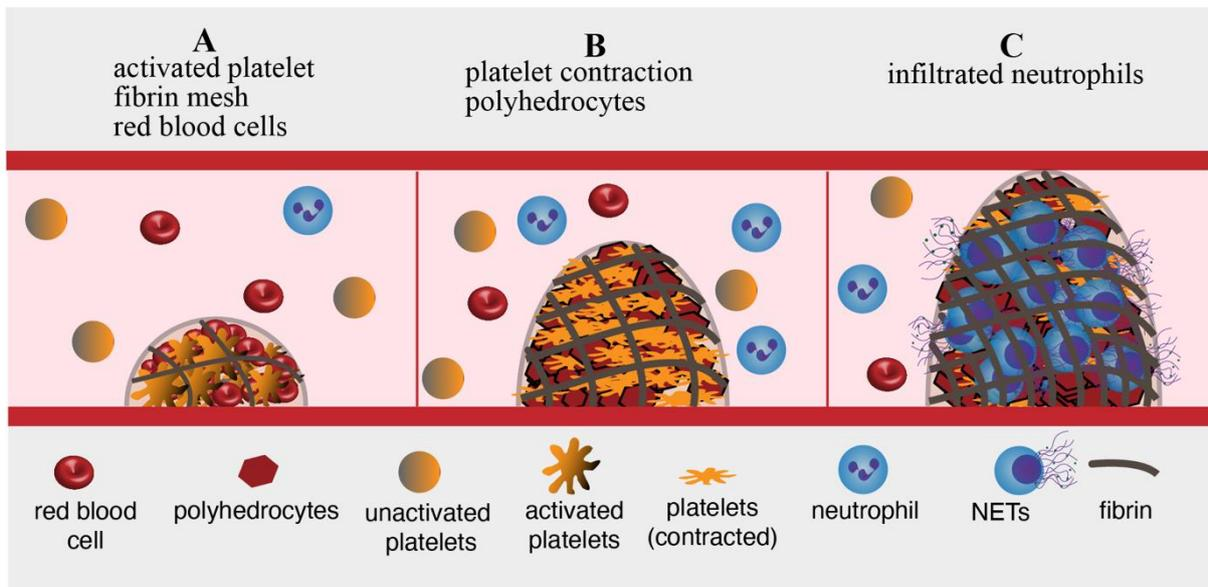 A
activated platelet
fibrin mesh
red blood cells
B
platelet contraction
polyhedrocytes
C
infiltrated neutrophils
red blood
cell
polyhedrocytes
unactivated
platelets
activated
platelets
platelets
(contracted)
neutrophil
NETs
fibrin